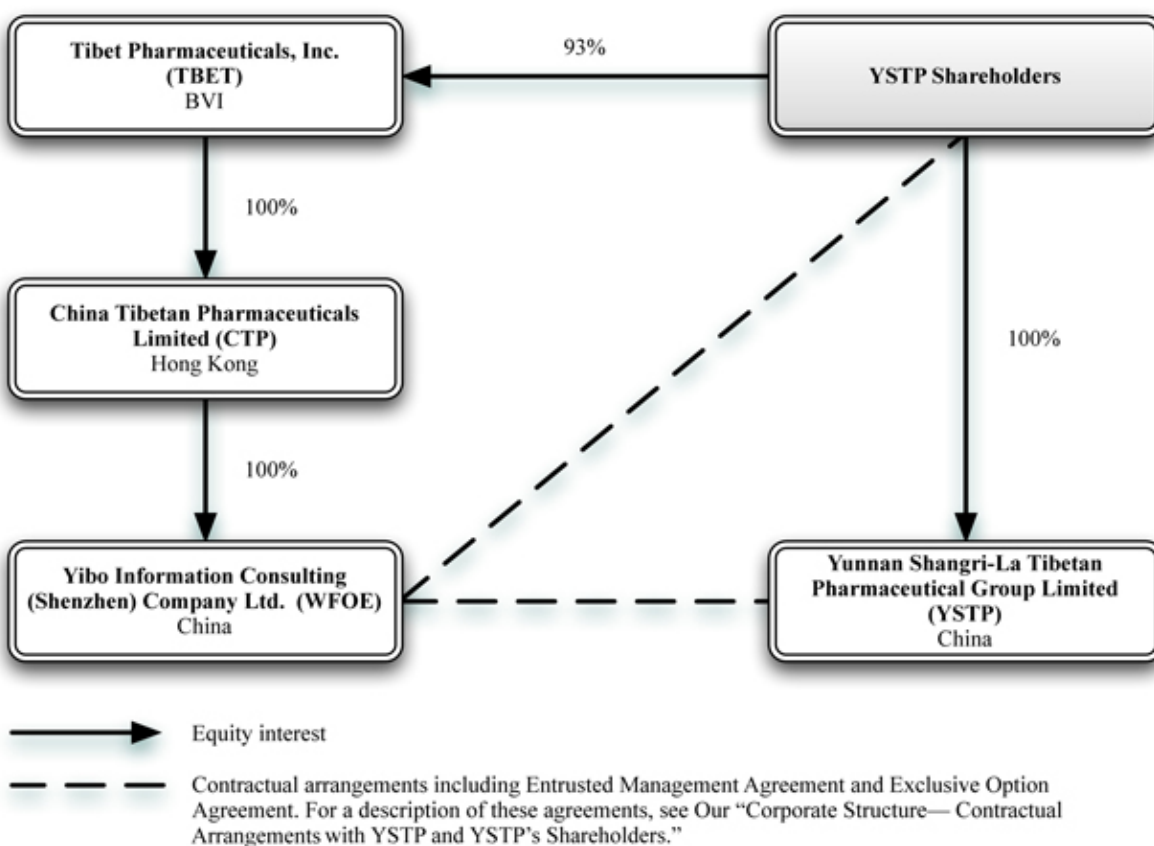 Tibet Pharmaceuticals, Inc.
(TBET)
BVI
93%
YSTP Shareholders
100%
China Tibetan Pharmaceuticals
Limited (CTP)
Hong Kong
100%
100%
Yibo Information Consulting
(Shenzhen) Company Ltd. (WFOE)
China
Yunnan Shangri-La Tibetan
Pharmaceutical Group Limited
(YSTP)
China
Equity interest
Contractual arrangements including Entrusted Management Agreement and Exclusive Option
Agreement. For a description of these agreements, see Our “Corporate Structure— Contractual
Arrangements with YSTP and YSTP’s Shareholders.”